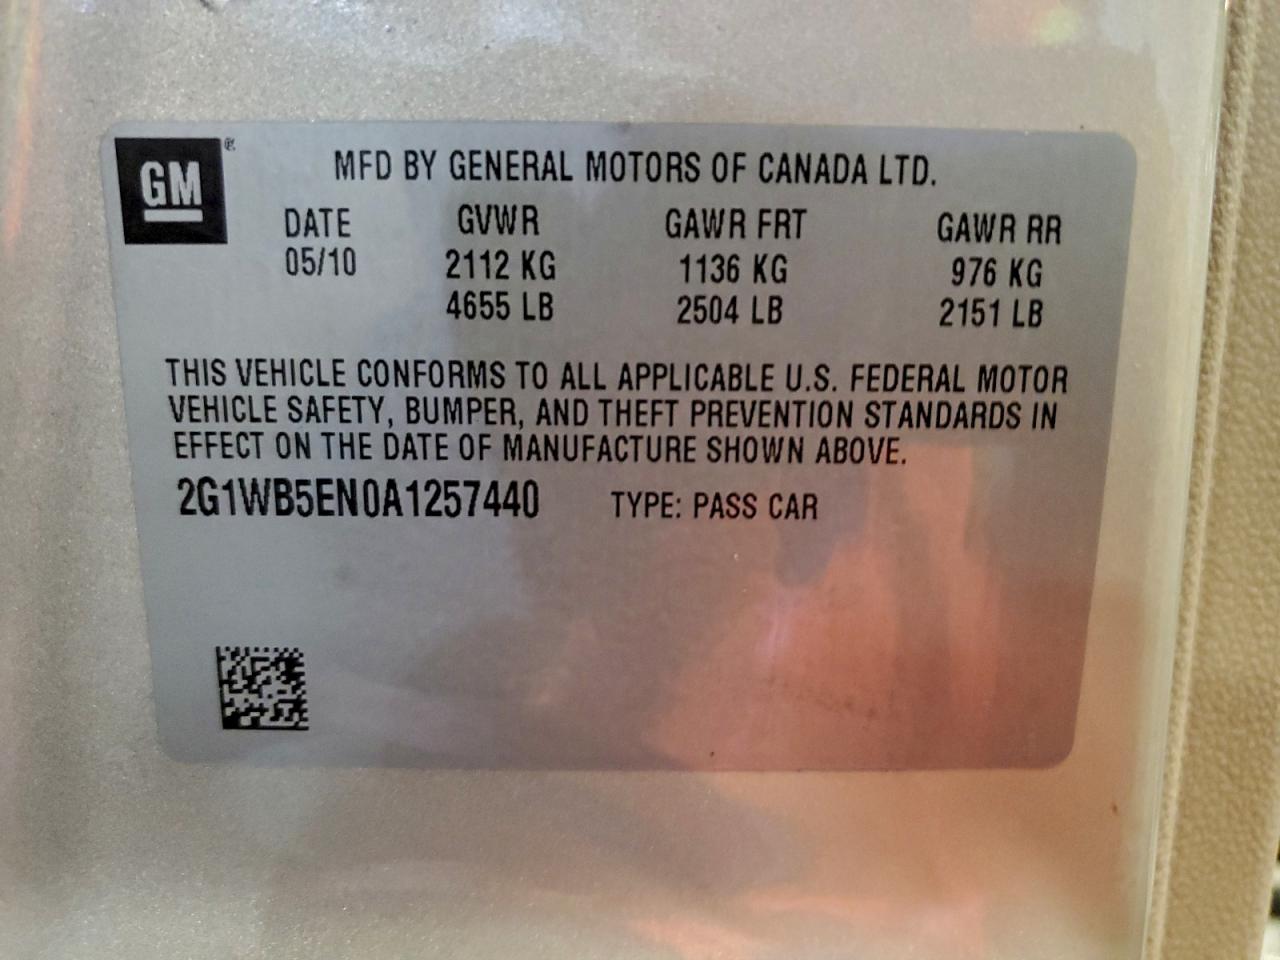 GM
MFD BY GENERAL MOTORS OF CANADA LTD.
DATE GVWR GAWR FRT GAWR RR
05/10 2112 KG 1136 KG 976 KG
4655 LB 2504 LB 2151 LB
THIS VEHICLE CONFORMS TO ALL APPLICABLE U.S. FEDERAL MOTOR
VEHICLE SAFETY, BUMPER, AND THEFT PREVENTION STANDARDS IN
EFFECT ON THE DATE OF MANUFACTURE SHOWN ABOVE.
2G1WB5EN0A1257440 TYPE: PASS CAR